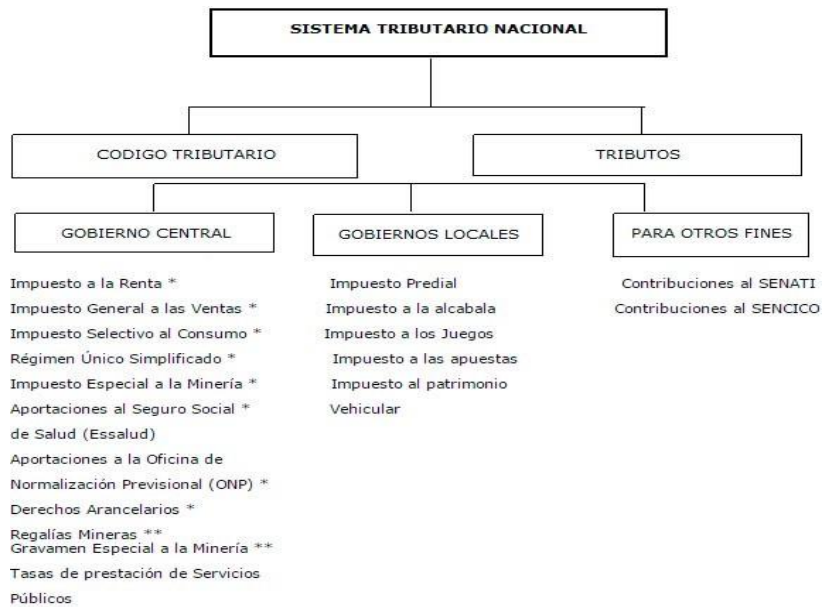 SISTEMA TRIBUTARIO NACIONAL
CODIGO TRIBUTARIO
TRIBUTOS
GOBIERNO CENTRAL
GOBIERNOS LOCALES
PARA OTROS FINES
Impuesto a la Renta *
Impuesto General a las Ventas *
Impuesto Selectivo al Consumo *
Régimen Único Simplificado *
Impuesto Especial a la Minería *
Aportaciones al Seguro Social *
de Salud (Essalud)
Aportaciones a la Oficina de
Normalización Previsional (ONP) *
Derechos Arancelarios *
Regalías Mineras **
Gravamen Especial a la Minería **
Tasas de prestación de Servicios
Públicos
Impuesto Predial
Impuesto a la alcabala
Impuesto a los Juegos
Impuesto a las apuestas
Impuesto al patrimonio
Vehicular
Contribuciones al SENATI
Contribuciones al SENCICO